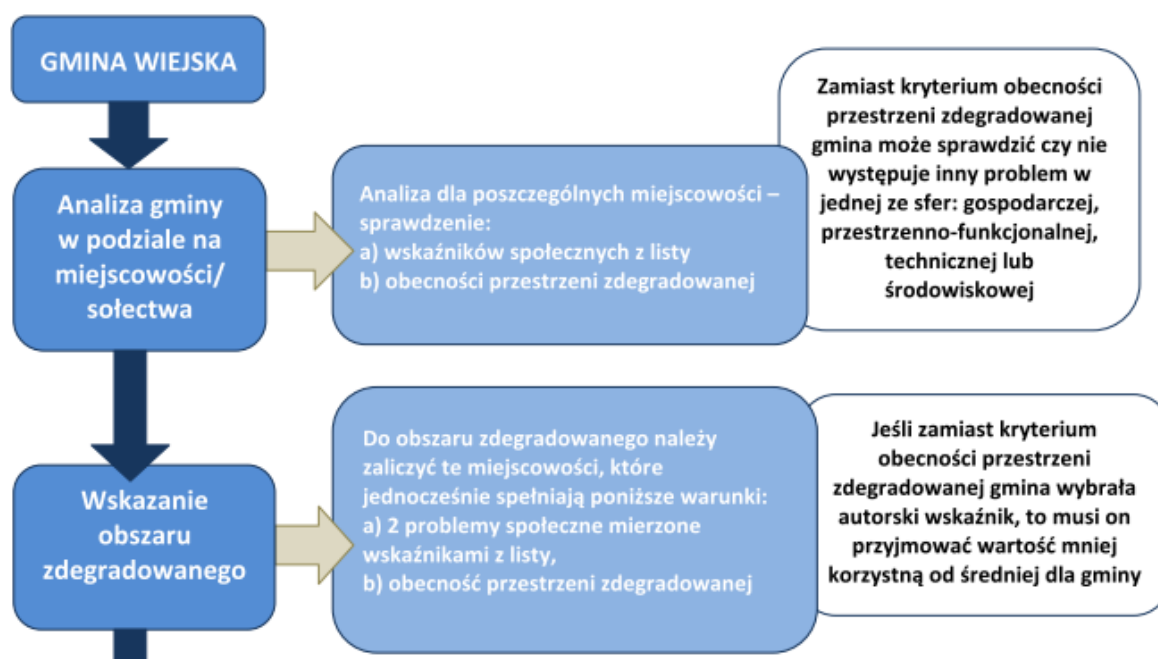 GMINA WIEJSKA
Analiza gminy
w podziale na
miejscowości/
sołectwa
Analiza dla poszczególnych miejscowości –
sprawdzenie:
a) wskaźników społecznych z listy
b) obecności przestrzeni zdegradowanej
Zamiast kryterium obecności
przestrzeni zdegradowanej
gmina może sprawdzić czy nie
występuje inny problem w
jednej ze sfer: gospodarczej,
przestrzenno-funkcjonalnej,
technicznej lub
środowiskowej
Wskazanie
obszaru
zdegradowanego
Do obszaru zdegradowanego należy
zaliczyć te miejscowości, które
jednocześnie spełniają poniższe warunki:
a) 2 problemy społeczne mierzone
wskaźnikami z listy,
b) obecność przestrzeni zdegradowanej
Jeśli zamiast kryterium
obecności przestrzeni
zdegradowanej gmina wybrała
autorski wskaźnik, to musi on
przyjmować wartość mniej
korzystną od średniej dla gminy